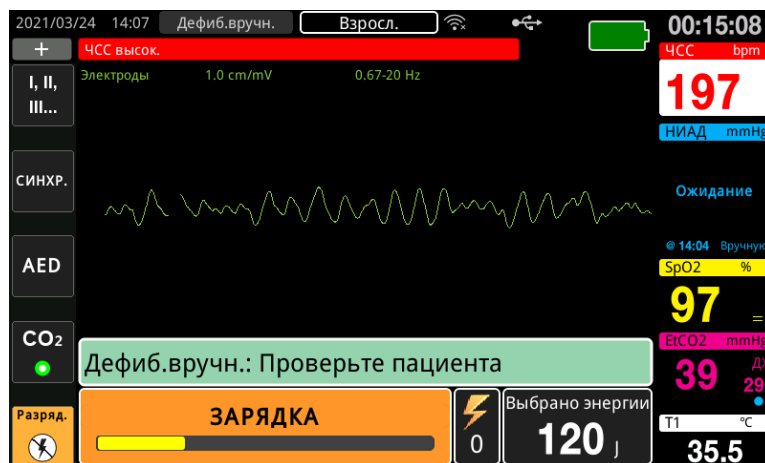 2021/03/24 14:07 Дефиб.вручн. Взросл. 00:15:08
+
ЧСС высок.
ЧСС bpm
197
Электроды 1.0 cm/mV 0.67-20 Hz
I, II,
III...
НИАД mmHg
Ожидание
@ 14:04 Вручную
СИНХР.
AED
SpO2 %
97
CO2
EtCO2 mmHg
39
29
Дефиб.вручн.: Проверьте пациента
Разряд.
ЗАРЯДКА
0
Выбрано энергии
120 J
T1 °C
35.5